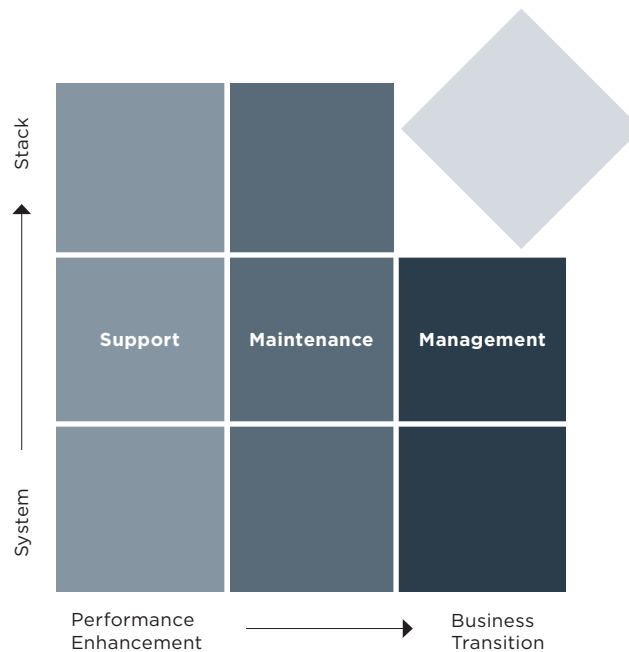 Stack
Support
Maintenance
Management
System
Performance
Enhancement
Business
Transition